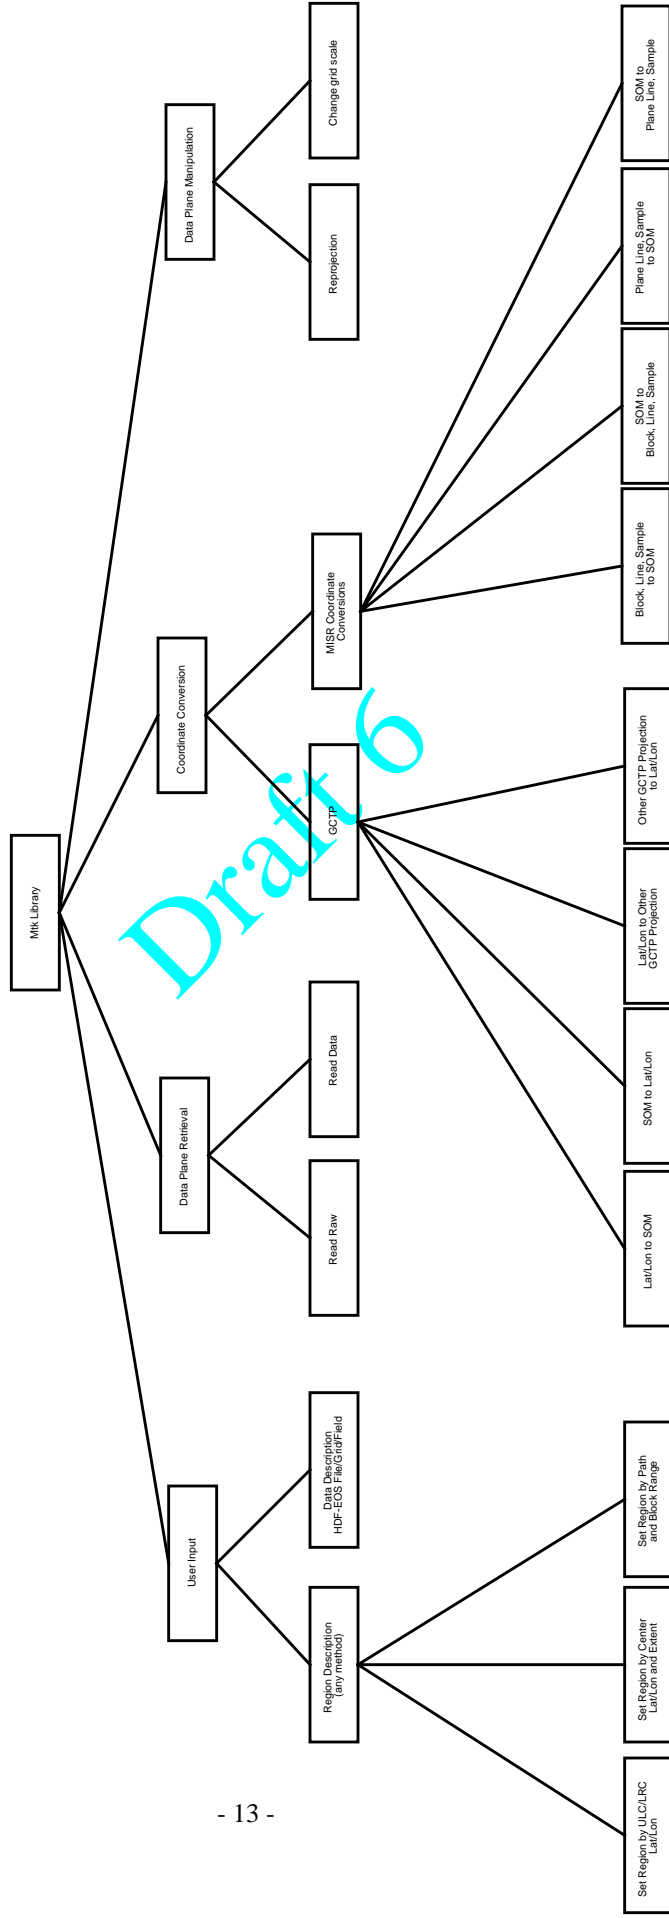 Mtk Library
User Input
Data Plane Retrieval
Coordinate Conversion
Data Plane Manipulation
Region Description
(any method)
Data Description
HDF-EOS File/Grid/Field
Read Raw
Read Data
GCTP
MISR Coordinate
Conversions
Reprojection
Change grid scale
Set Region by ULC/LRC
Lat/Lon
Set Region by Center
Lat/Lon and Extent
Set Region by Path
and Block Range
Lat/Lon to SOM
SOM to Lat/Lon
Lat/Lon to Other
GCTP Projection
Other GCTP Projection
to Lat/Lon
Block, Line, Sample
to SOM
SOM to
Block, Line, Sample
Plane Line, Sample
to SOM
SOM to
Plane Line, Sample
Draft 6
- 13 -